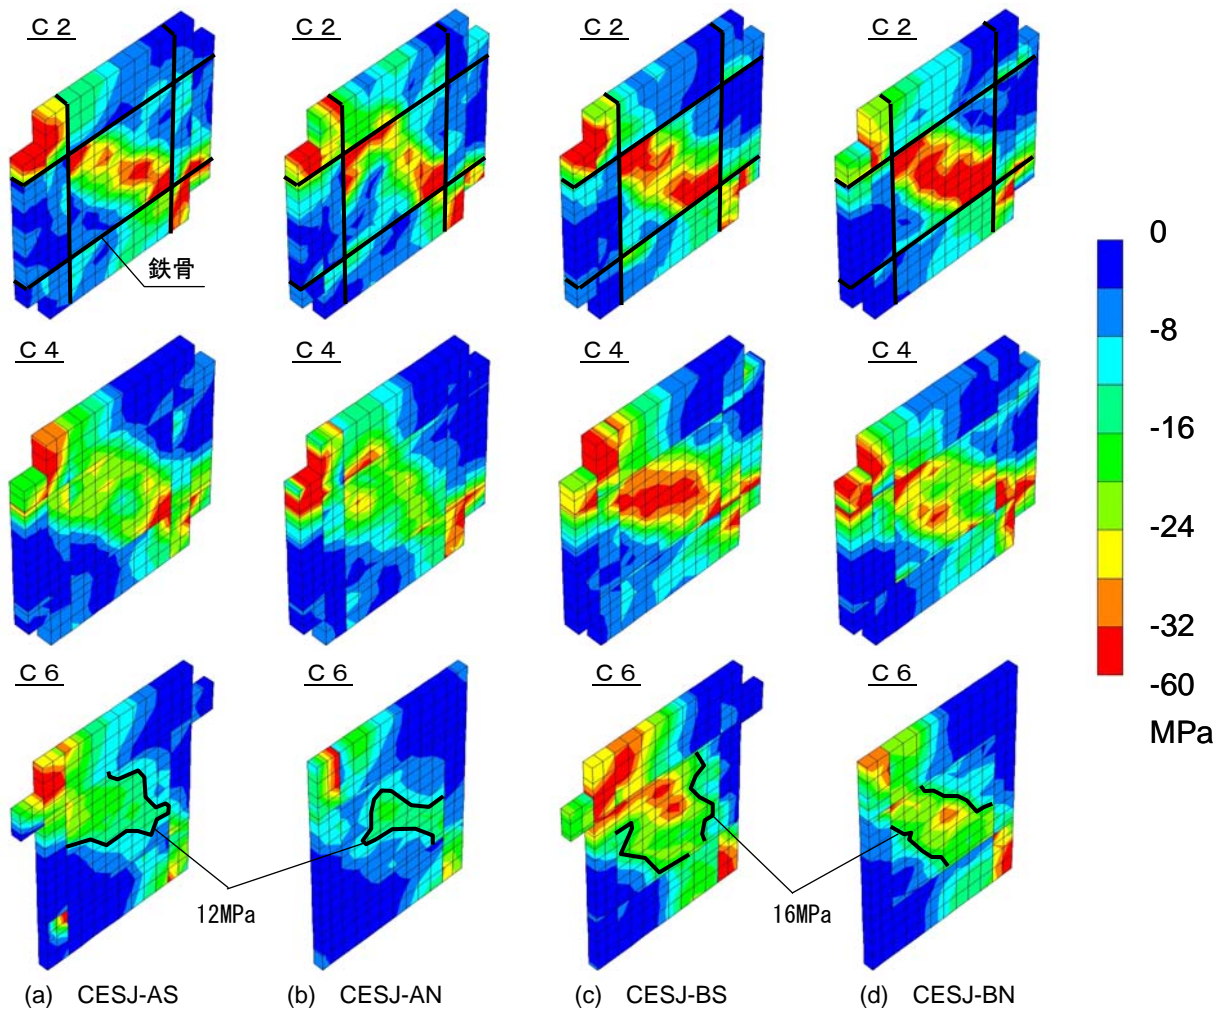 C2
C2
C2
C2
鉄骨
0
-8
-16
-24
-32
-60
MPa
C4
C4
C4
C4
C6
C6
C6
C6
12MPa
16MPa
(a) CESJ-AS
(b) CESJ-AN
(c) CESJ-BS
(d) CESJ-BN